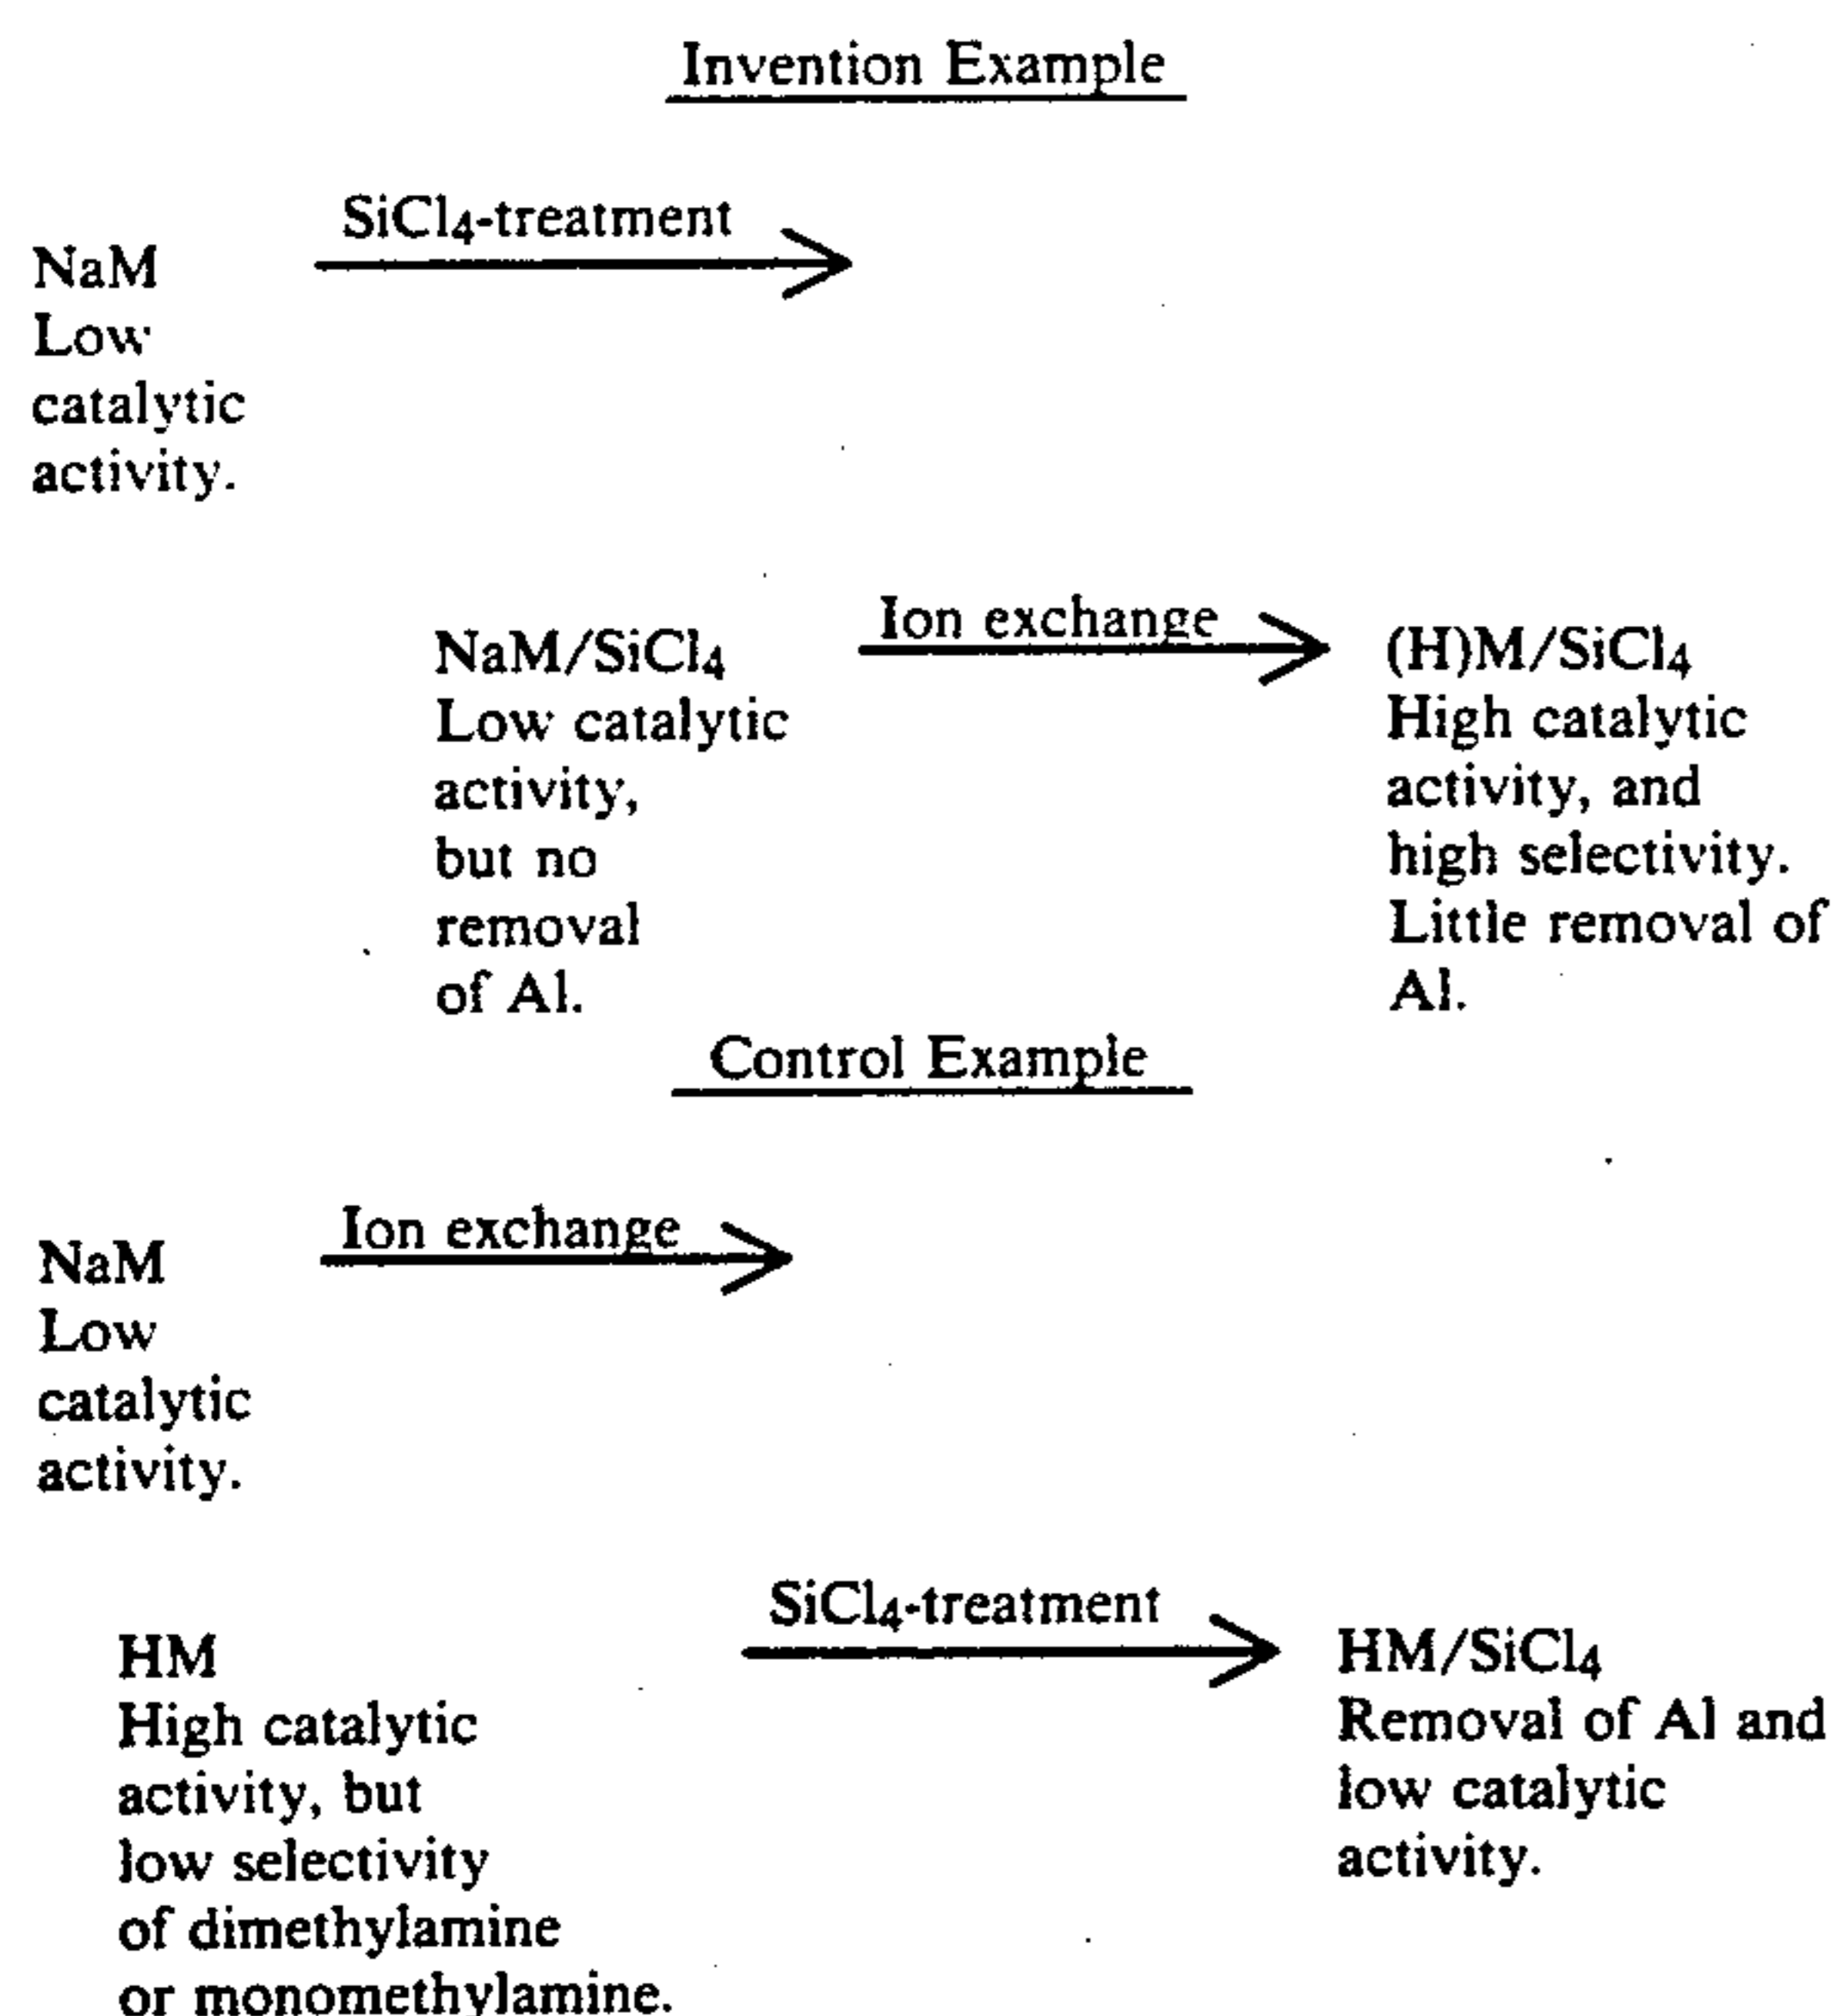 Invention Example
SiCl4-treatment
NaM
Low
catalytic
activity.
Ion exchange
NaM/SiCl4
Low catalytic
activity,
but no
removal
of Al.
(H)M/SiCl4
High catalytic
activity, and
high selectivity.
Little removal of
Al.
Control Example
Ion exchange
NaM
Low
catalytic
activity.
SiCl4-treatment
HM
High catalytic
activity, but
low selectivity
of dimethylamine
or monomethylamine.
HM/SiCl4
Removal of Al and
low catalytic
activity.